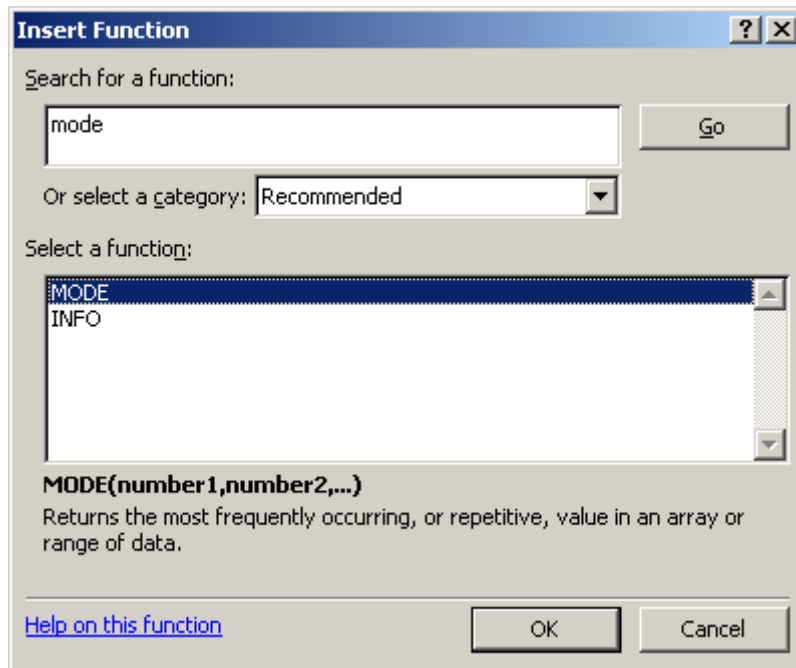 Insert Function
Search for a function:
mode
Go
Or select a category: Recommended
Select a function:
MODE
INFO
MODE(number1,number2,...)
Returns the most frequently occurring, or repetitive, value in an array or
range of data.
Help on this function
OK
Cancel